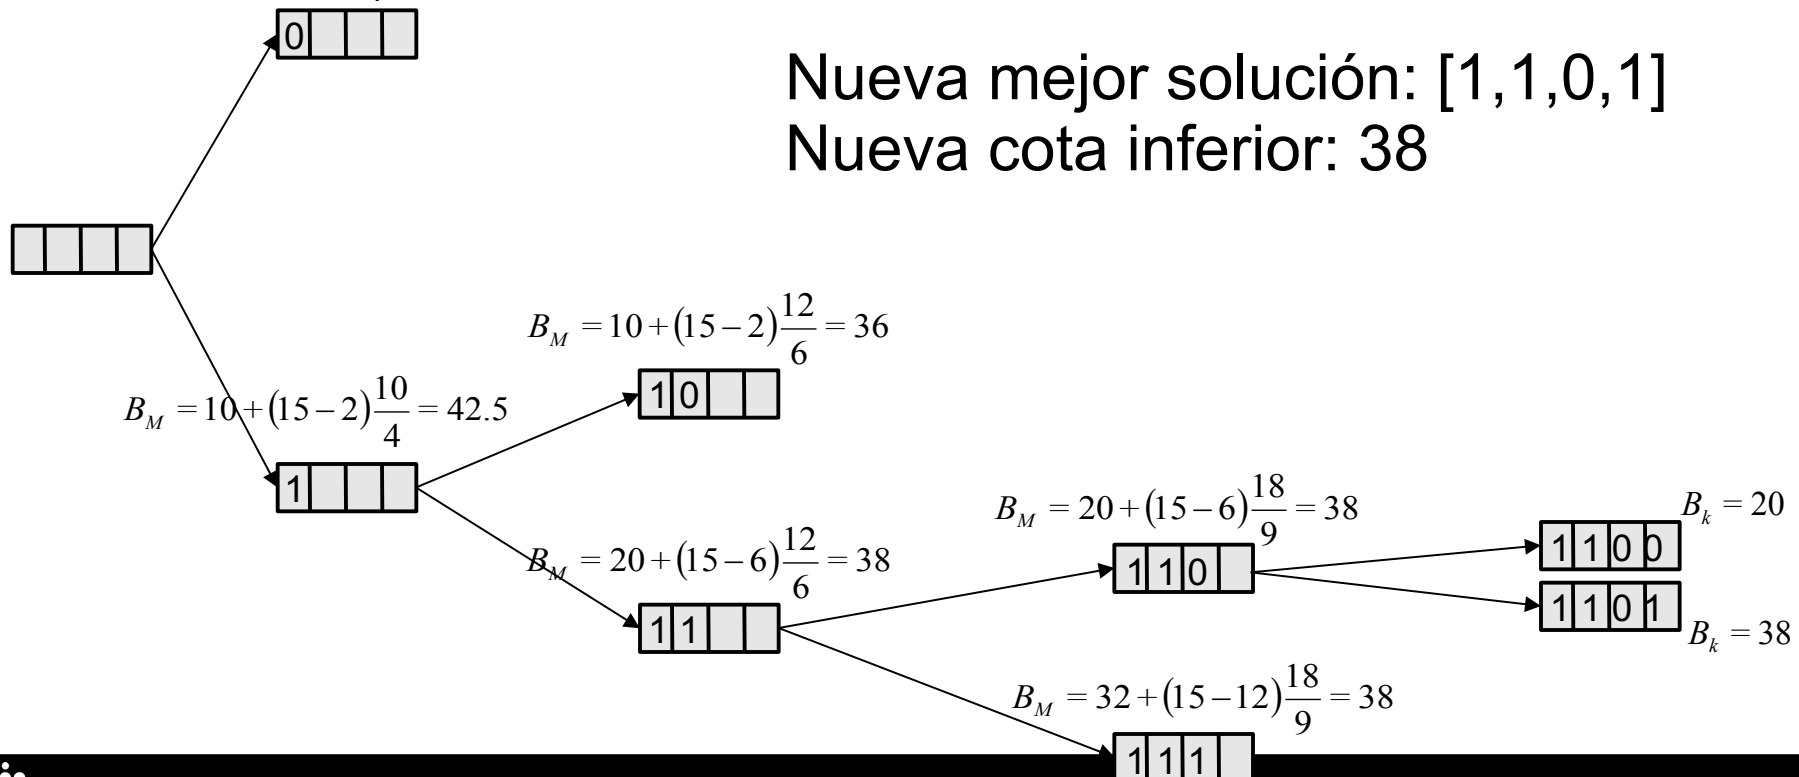 0
Nueva mejor solución: [1,1,0,1]
Nueva cota inferior: 38
B_M = 10 + (15 − 2) 12/6 = 36
1 0
B_M = 10 + (15 − 2) 10/4 = 42.5
1
B_M = 20 + (15 − 6) 18/9 = 38
1 1 0
B_k = 20
1 1 0 0
1 1 0 1
B_k = 38
B_M = 20 + (15 − 6) 12/6 = 38
1 1
B_M = 32 + (15 − 12) 18/9 = 38
1 1 1